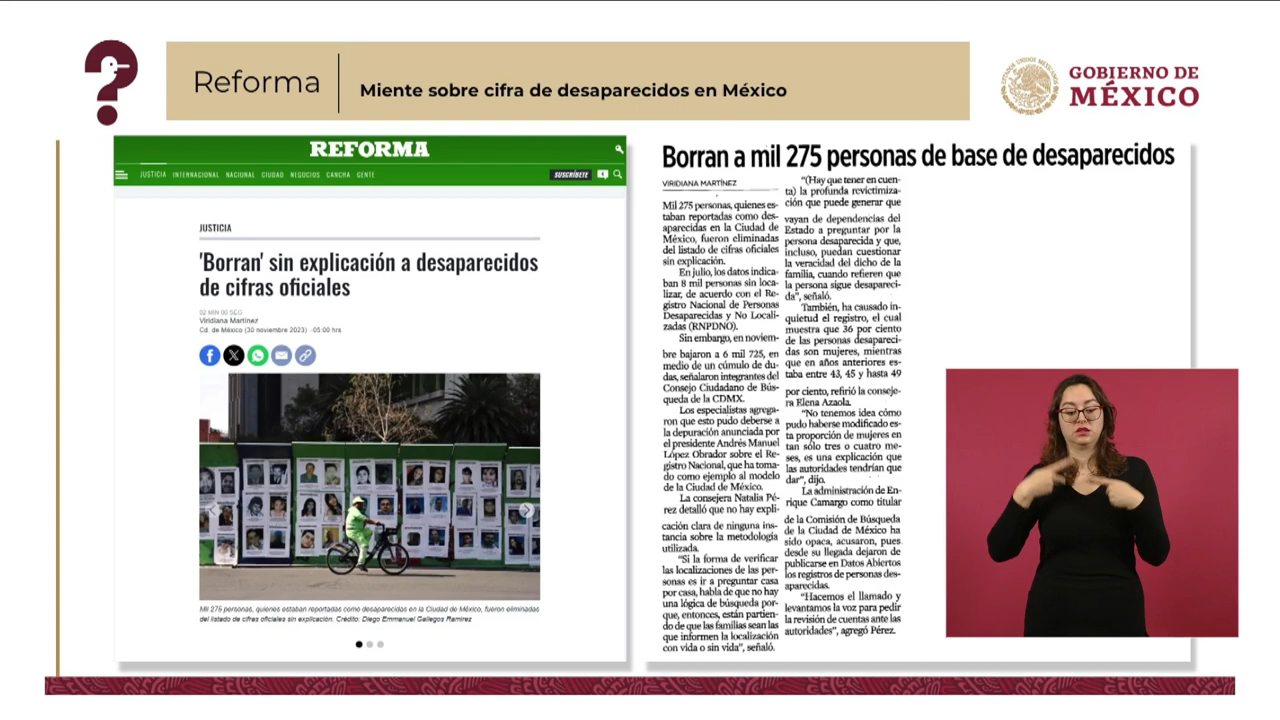 Reforma
Miente sobre cifra de desaparecidos en México
GOBIERNO DE
MÉXICO
REFORMA
JUSTICIA INTERNACIONAL NACIONAL CIUDAD NEGOCIOS CANCHA GENTE
SUSCRÍBETE
JUSTICIA
'Borran' sin explicación a desaparecidos
de cifras oficiales
02 MIN 00 SEG
Viridiana Martínez
Cd. de México (30 noviembre 2023) -05:00 hrs
Mil 275 personas, quienes estaban reportadas como desaparecidas en la Ciudad de México, fueron eliminadas
del listado de cifras oficiales sin explicación. Crédito: Diego Emmanuel Gallegos Ramírez
Borran a mil 275 personas de base de desaparecidos
VIRIDIANA MARTÍNEZ
Mil 275 personas, quienes es-
taban reportadas como des-
aparecidas en la Ciudad de
México, fueron eliminadas
del listado de cifras oficiales
sin explicación.
En julio, los datos indica-
ban 8 mil personas sin loca-
lizar, de acuerdo con el Re-
gistro Nacional de Personas
Desaparecidas y No Locali-
zadas (RNPDNO).
Sin embargo, en noviem-
bre bajaron a 6 mil 725, en
medio de un cúmulo de du-
das, señalaron integrantes del
Consejo Ciudadano de Bús-
queda de la CDMX.
Los especialistas agrega-
ron que esto pudo deberse a
la depuración anunciada por
el presidente Andrés Manuel
López Obrador sobre el Re-
gistro Nacional, que ha toma-
do como ejemplo al modelo
de la Ciudad de México.
La consejera Natalia Pé-
rez detalló que no hay expli-
cación clara de ninguna ins-
tancia sobre la metodología
utilizada.
"Si la forma de verificar
las localizaciones de las per-
sonas es ir a preguntar casa
por casa, habla de que no hay
una lógica de búsqueda por-
que, entonces, están partien-
do de que las familias sean las
que informen la localización
con vida o sin vida", señaló.
"(Hay que tener en cuen-
ta) la profunda revictimiza-
ción que puede generar que
vayan de dependencias del
Estado a preguntar por la
persona desaparecida y que,
incluso, puedan cuestionar
la veracidad del dicho de la
familia, cuando refieren que
la persona sigue desapareci-
da", señaló.
También, ha causado in-
quietud el registro, el cual
muestra que 36 por ciento
de las personas desapareci-
das son mujeres, mientras
que en años anteriores es-
taba entre 43, 45 y hasta 49
por ciento, refirió la conseje-
ra Elena Azaola.
"No tenemos idea cómo
pudo haberse modificado es-
ta proporción de mujeres en
tan sólo tres o cuatro me-
ses, es una explicación que
las autoridades tendrían que
dar", dijo.
La administración de En-
rique Camargo como titular
de la Comisión de Búsqueda
de la Ciudad de México ha
sido opaca, acusaron, pues
desde su llegada dejaron de
publicarse en Datos Abiertos
los registros de personas des-
aparecidas.
"Hacemos el llamado y
levantamos la voz para pedir
la revisión de cuentas ante las
autoridades", agregó Pérez.